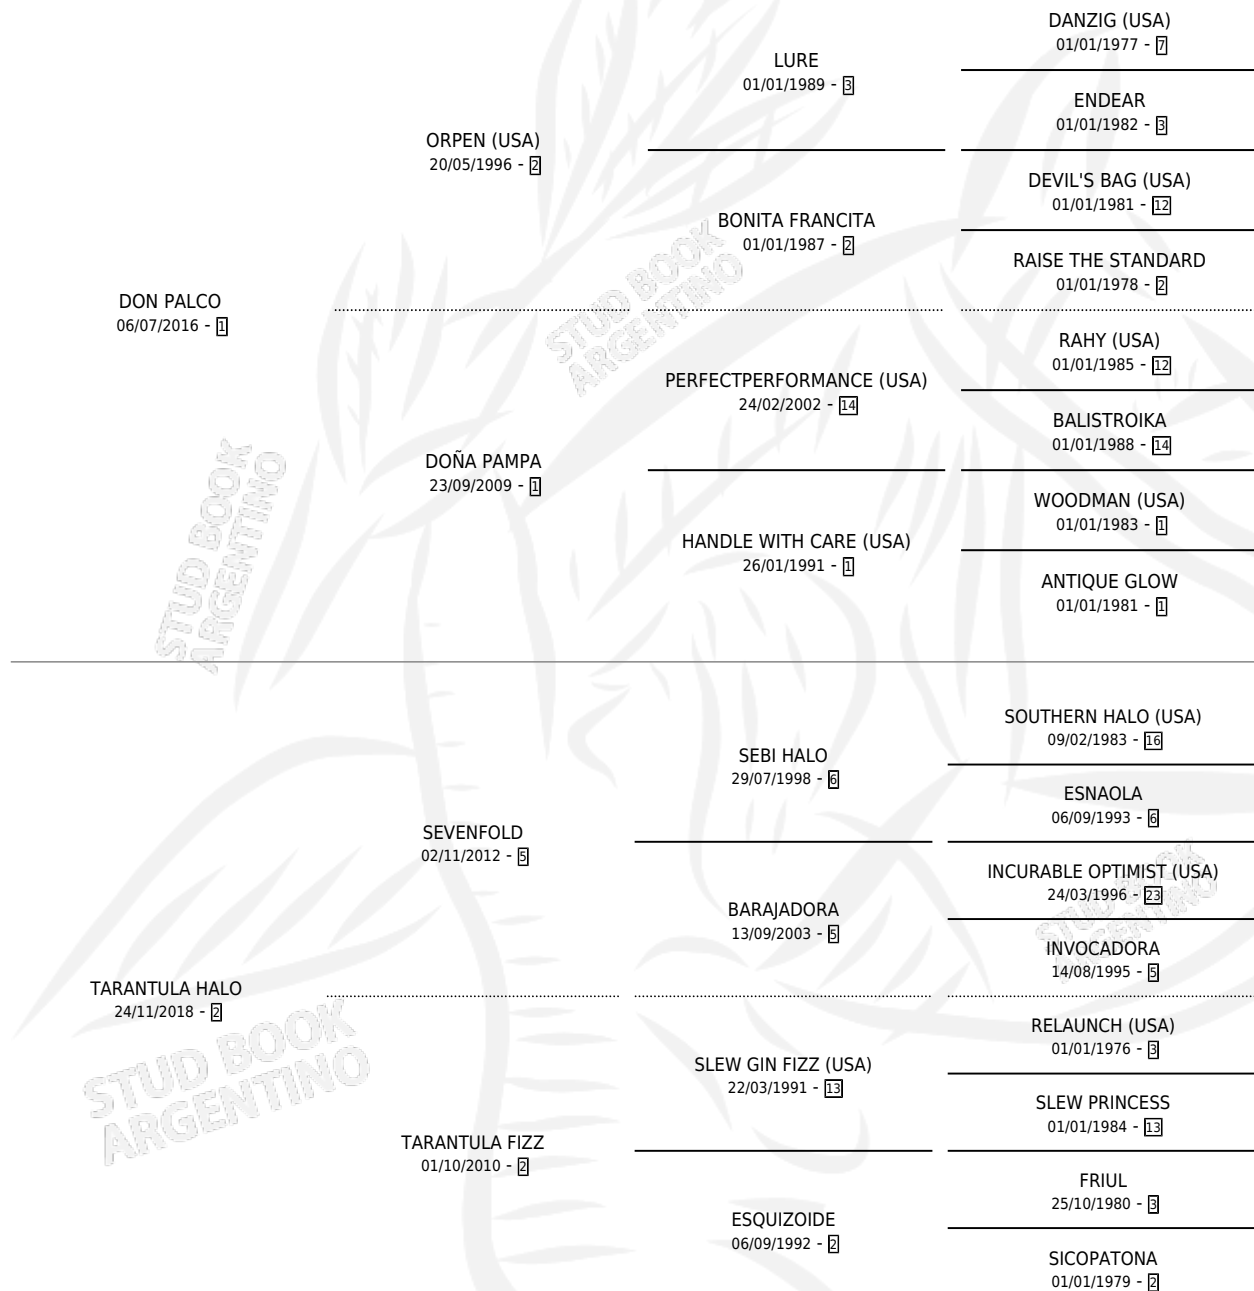 DANZIG (USA)
01/01/1977 - 7
LURE
01/01/1989 - 3
ENDEAR
01/01/1982 - 3
ORPEN (USA)
20/05/1996 - 2
DEVIL'S BAG (USA)
01/01/1981 - 12
BONITA FRANCITA
01/01/1987 - 2
RAISE THE STANDARD
01/01/1978 - 2
DON PALCO
06/07/2016 - 1
RAHY (USA)
01/01/1985 - 12
PERFECTPERFORMANCE (USA)
24/02/2002 - 14
BALISTROIKA
01/01/1988 - 14
DOÑA PAMPA
23/09/2009 - 1
WOODMAN (USA)
01/01/1983 - 1
HANDLE WITH CARE (USA)
26/01/1991 - 1
ANTIQUE GLOW
01/01/1981 - 1
SOUTHERN HALO (USA)
09/02/1983 - 16
SEBI HALO
29/07/1998 - 6
ESNAOLA
06/09/1993 - 6
SEVENFOLD
02/11/2012 - 5
INCURABLE OPTIMIST (USA)
24/03/1996 - 23
BARAJADORA
13/09/2003 - 5
INVOCADORA
14/08/1995 - 5
TARANTULA HALO
24/11/2018 - 2
RELAUNCH (USA)
01/01/1976 - 3
SLEW GIN FIZZ (USA)
22/03/1991 - 13
SLEW PRINCESS
01/01/1984 - 13
TARANTULA FIZZ
01/10/2010 - 2
FRIUL
25/10/1980 - 3
ESQUIZOIDE
06/09/1992 - 2
SICOPATONA
01/01/1979 - 2
STUD BOOK
ARGENTINO
STUD BOOK
ARGENTINO
STUD BOOK
ARGENTINO
STUD BOOK
ARGENTINO